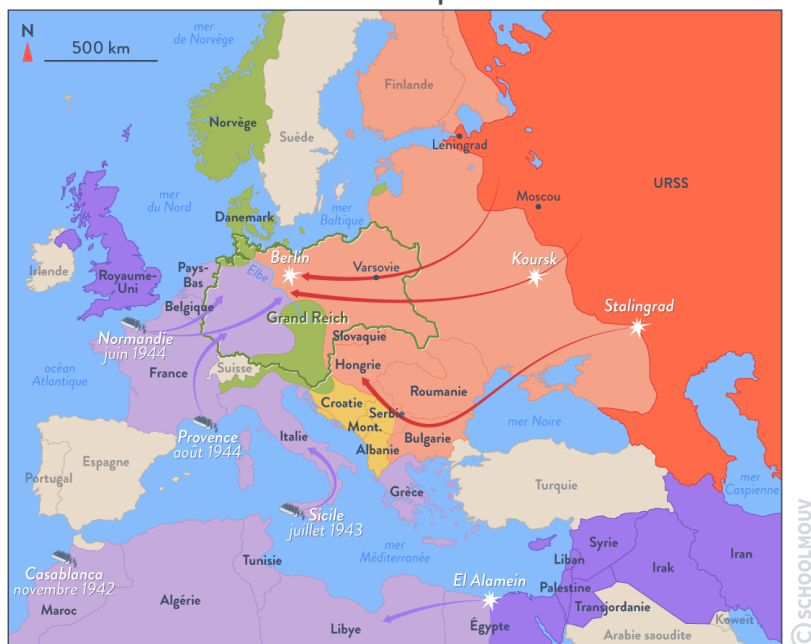 mer
de Norvège
N
500 km
Finlande
Norvège
Suède
Leningrad
URSS
mer
du Nord
Moscou
mer
Baltique
Danemark
Irlande
Royaume-
Uni
Pays-
Bas
Berlin
Elbe
Varsovie
Koursk
Belgique
Stalingrad
Grand Reich
Normandie
juin 1944
Slovaquie
océan
Atlantique
France
Suisse
Hongrie
Roumanie
Croatie
Serbie
Mont.
mer Noire
Provence
août 1944
Italie
Bulgarie
Albanie
Espagne
Portugal
Grèce
Turquie
mer
Caspienne
Sicile
juillet 1943
mer
Méditerranée
Syrie
Iran
Casablanca
novembre 1942
Tunisie
Liban
Irak
El Alamein
Palestine
Maroc
Algérie
Transjordanie
Libye
Égypte
Koweït
Arabie saoudite
© SCHOOLMOUV